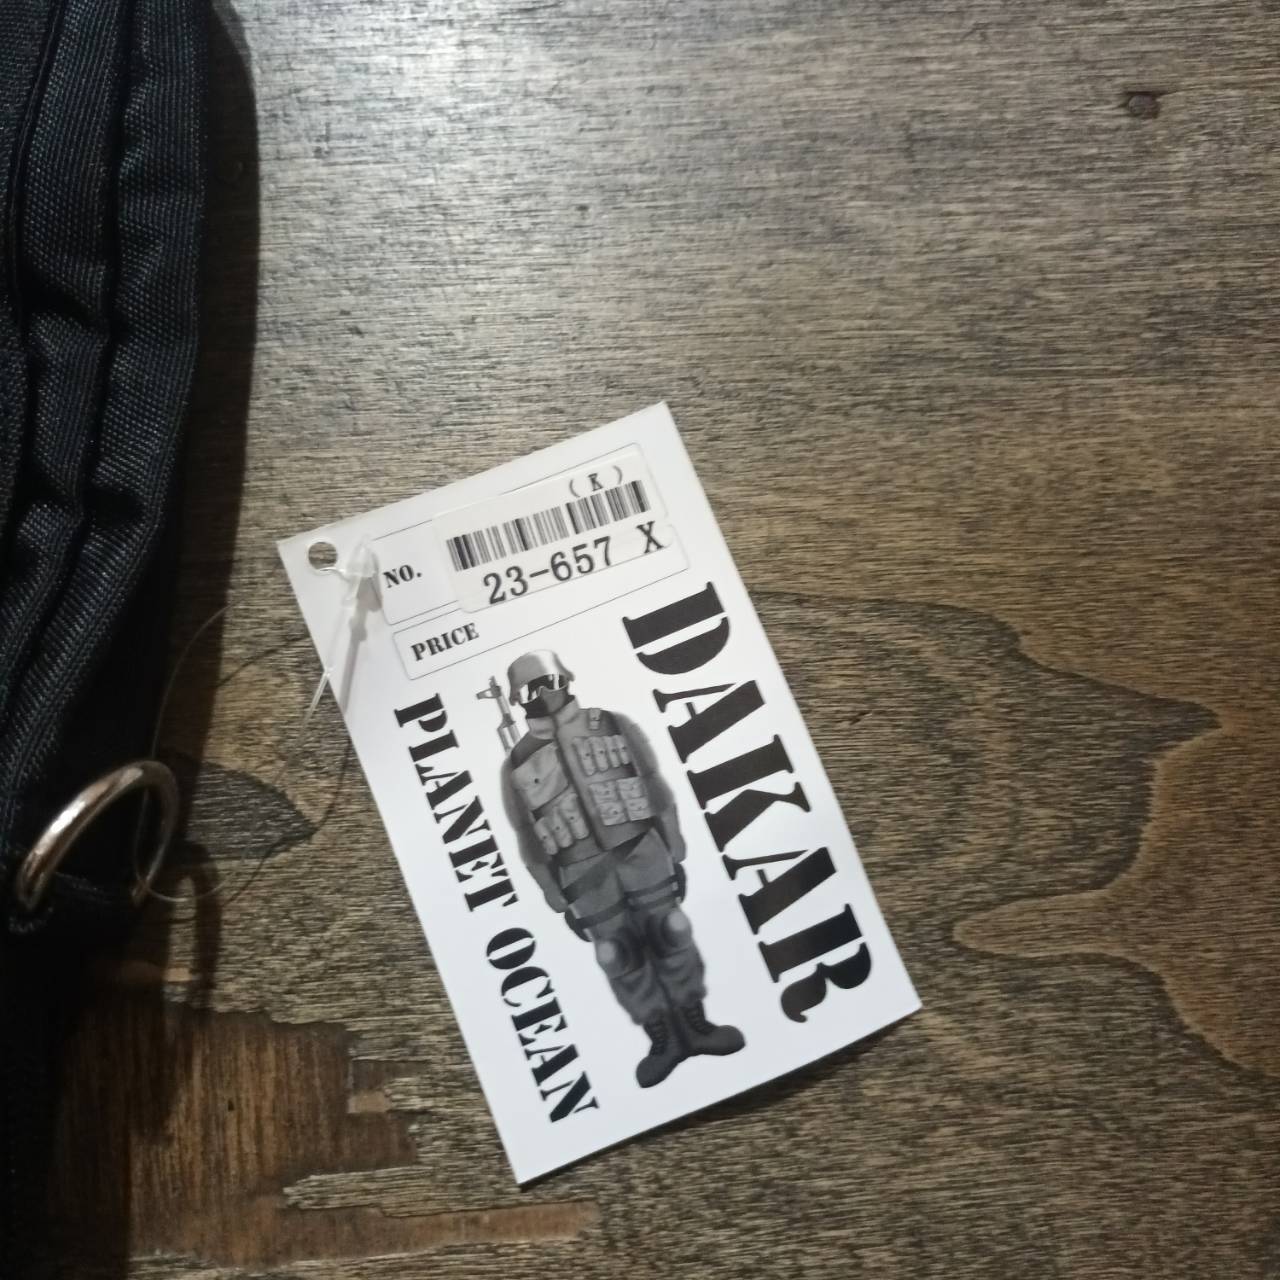 ( K )
NO.
23-657 X
PRICE
DAKAR
PLANET OCEAN